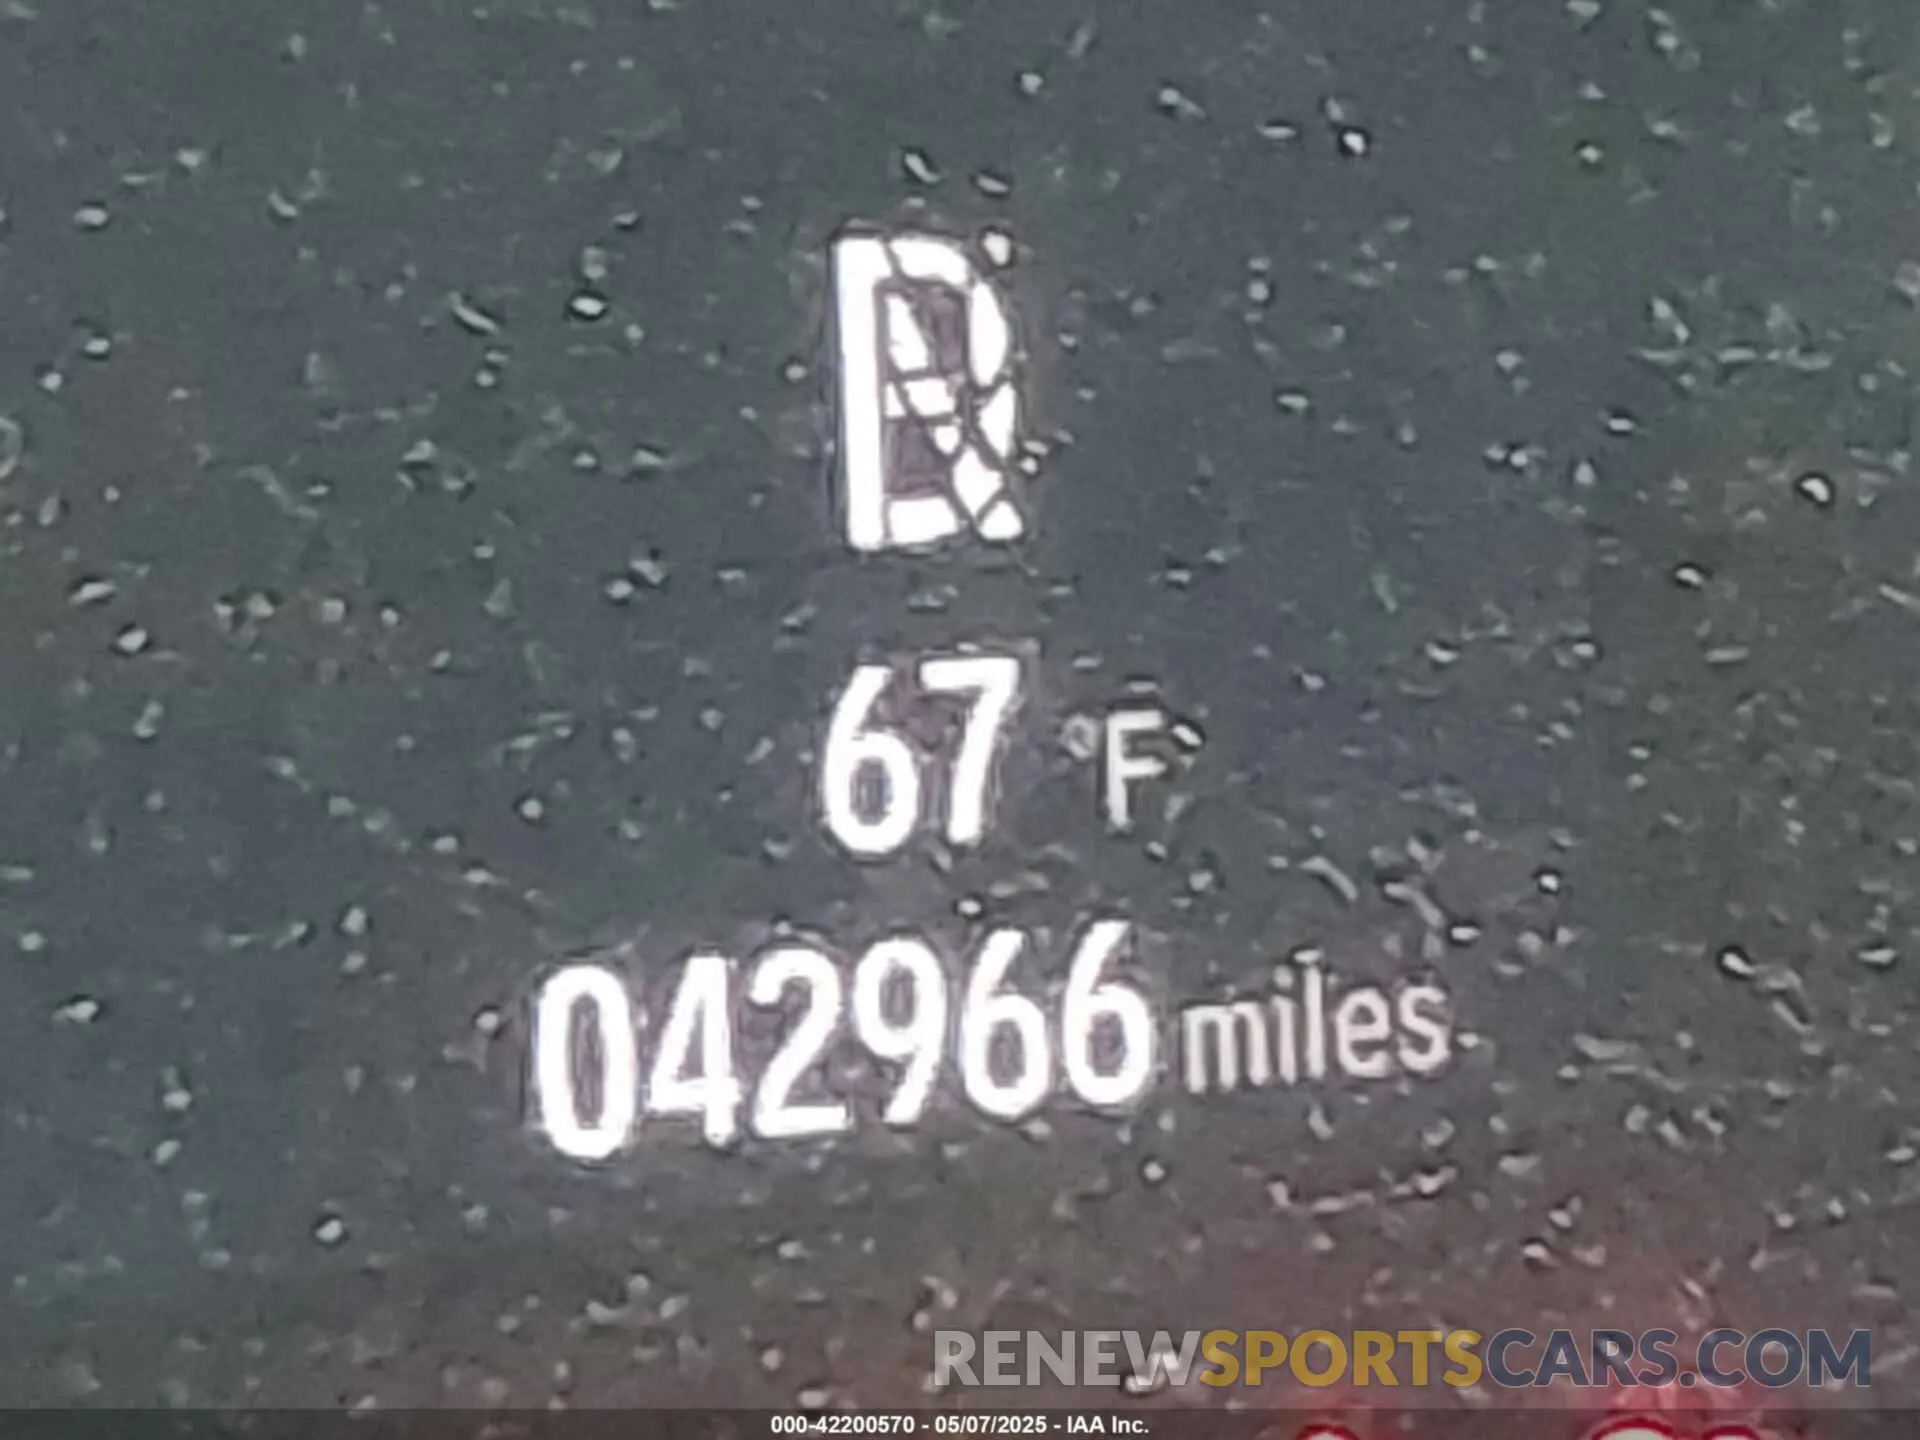 67 °F
042966 miles
RENEWSPORTSCARS.COM
000-42200570 - 05/07/2025 - IAA Inc.